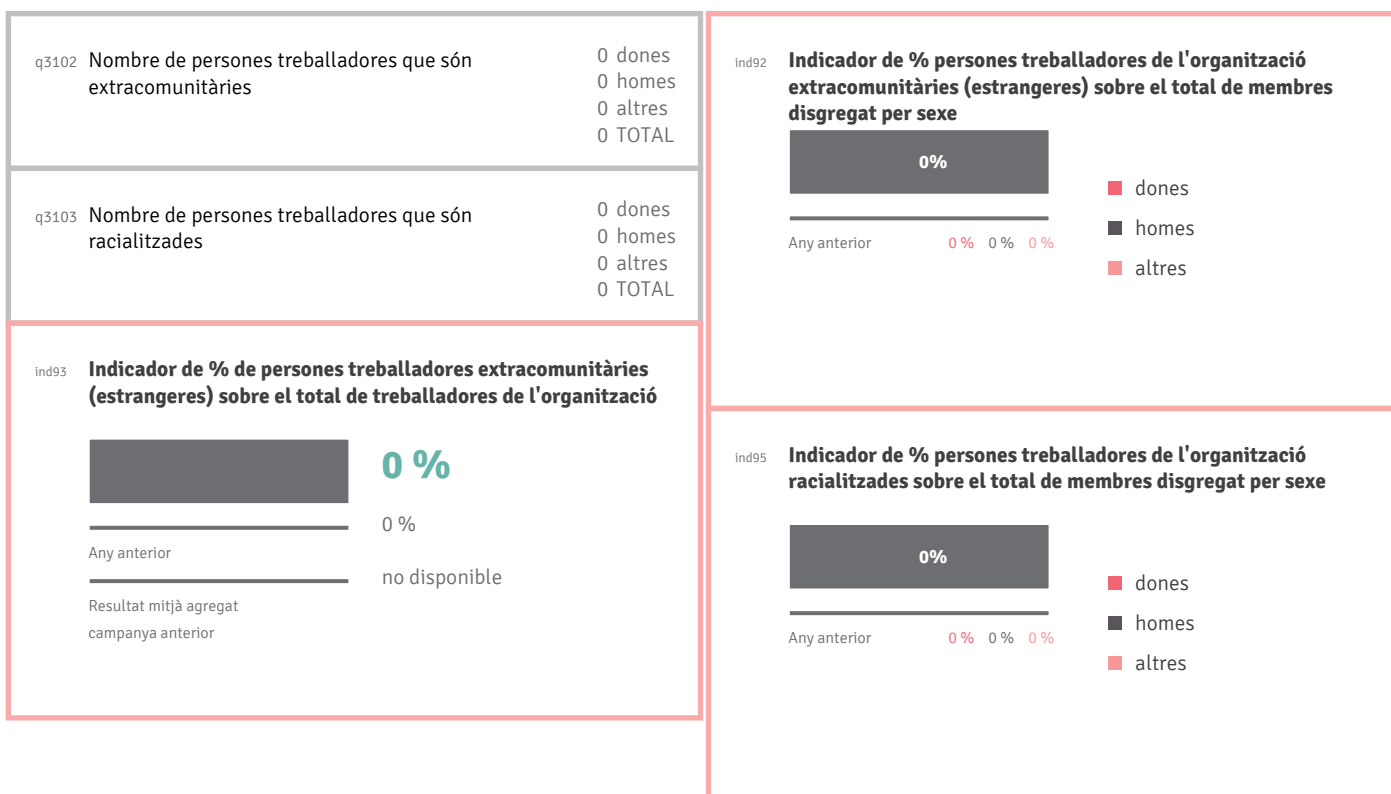 q3102 Nombre de persones treballadores que són
extracomunitàries
0 dones
0 homes
0 altres
0 TOTAL
q3103 Nombre de persones treballadores que són
racialitzades
0 dones
0 homes
0 altres
0 TOTAL
ind93 Indicador de % de persones treballadores extracomunitàries
(estrangeres) sobre el total de treballadores de l'organització
0 %
0 %
Any anterior
no disponible
Resultat mitjà agregat
campanya anterior
ind92 Indicador de % persones treballadores de l'organització
extracomunitàries (estrangeres) sobre el total de membres
disgregat per sexe
0%
dones
homes
altres
Any anterior 0 % 0 % 0 %
ind95 Indicador de % persones treballadores de l'organització
racialitzades sobre el total de membres disgregat per sexe
0%
dones
homes
altres
Any anterior 0 % 0 % 0 %